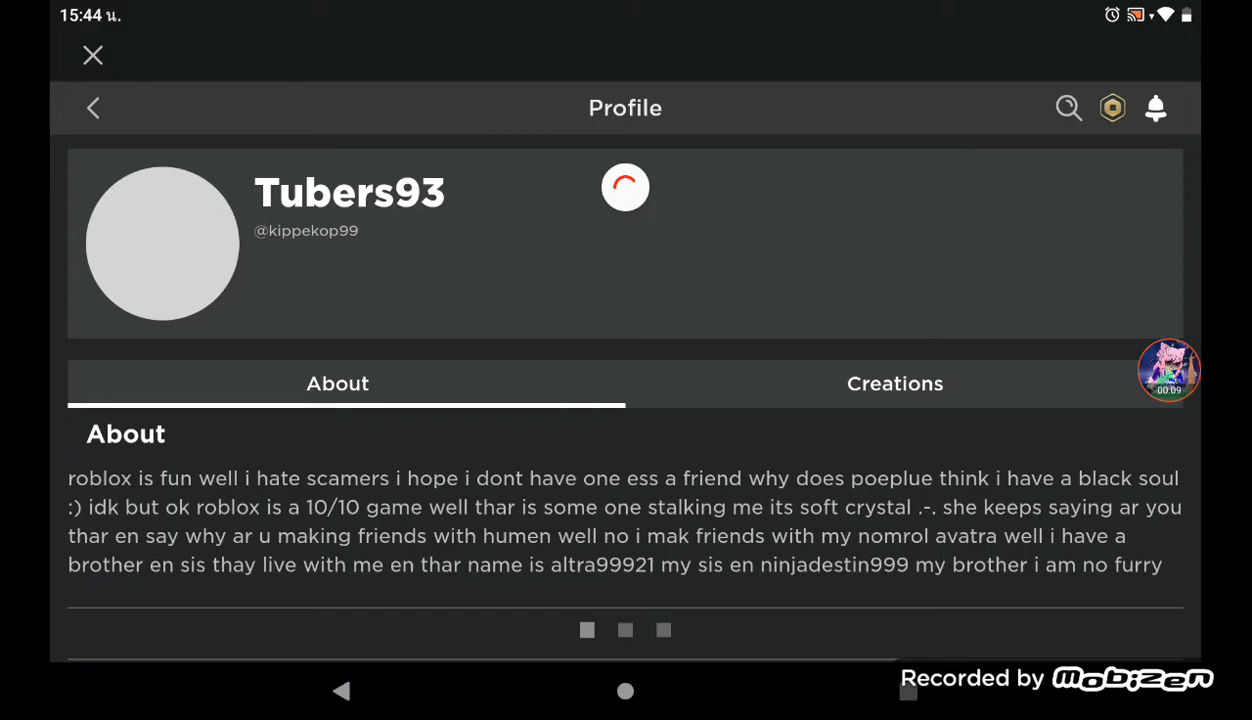 15:44 น.
Profile
Tubers93
@kippekop99
About
Creations
00:09
About
roblox is fun well i hate scamers i hope i dont have one ess a friend why does poeplue think i have a black soul
:) idk but ok roblox is a 10/10 game well thar is some one stalking me its soft crystal .-. she keeps saying ar you
thar en say why ar u making friends with humen well no i mak friends with my nomrol avatra well i have a
brother en sis thay live with me en thar name is altra99921 my sis en ninjadestin999 my brother i am no furry
Recorded by Mobizen